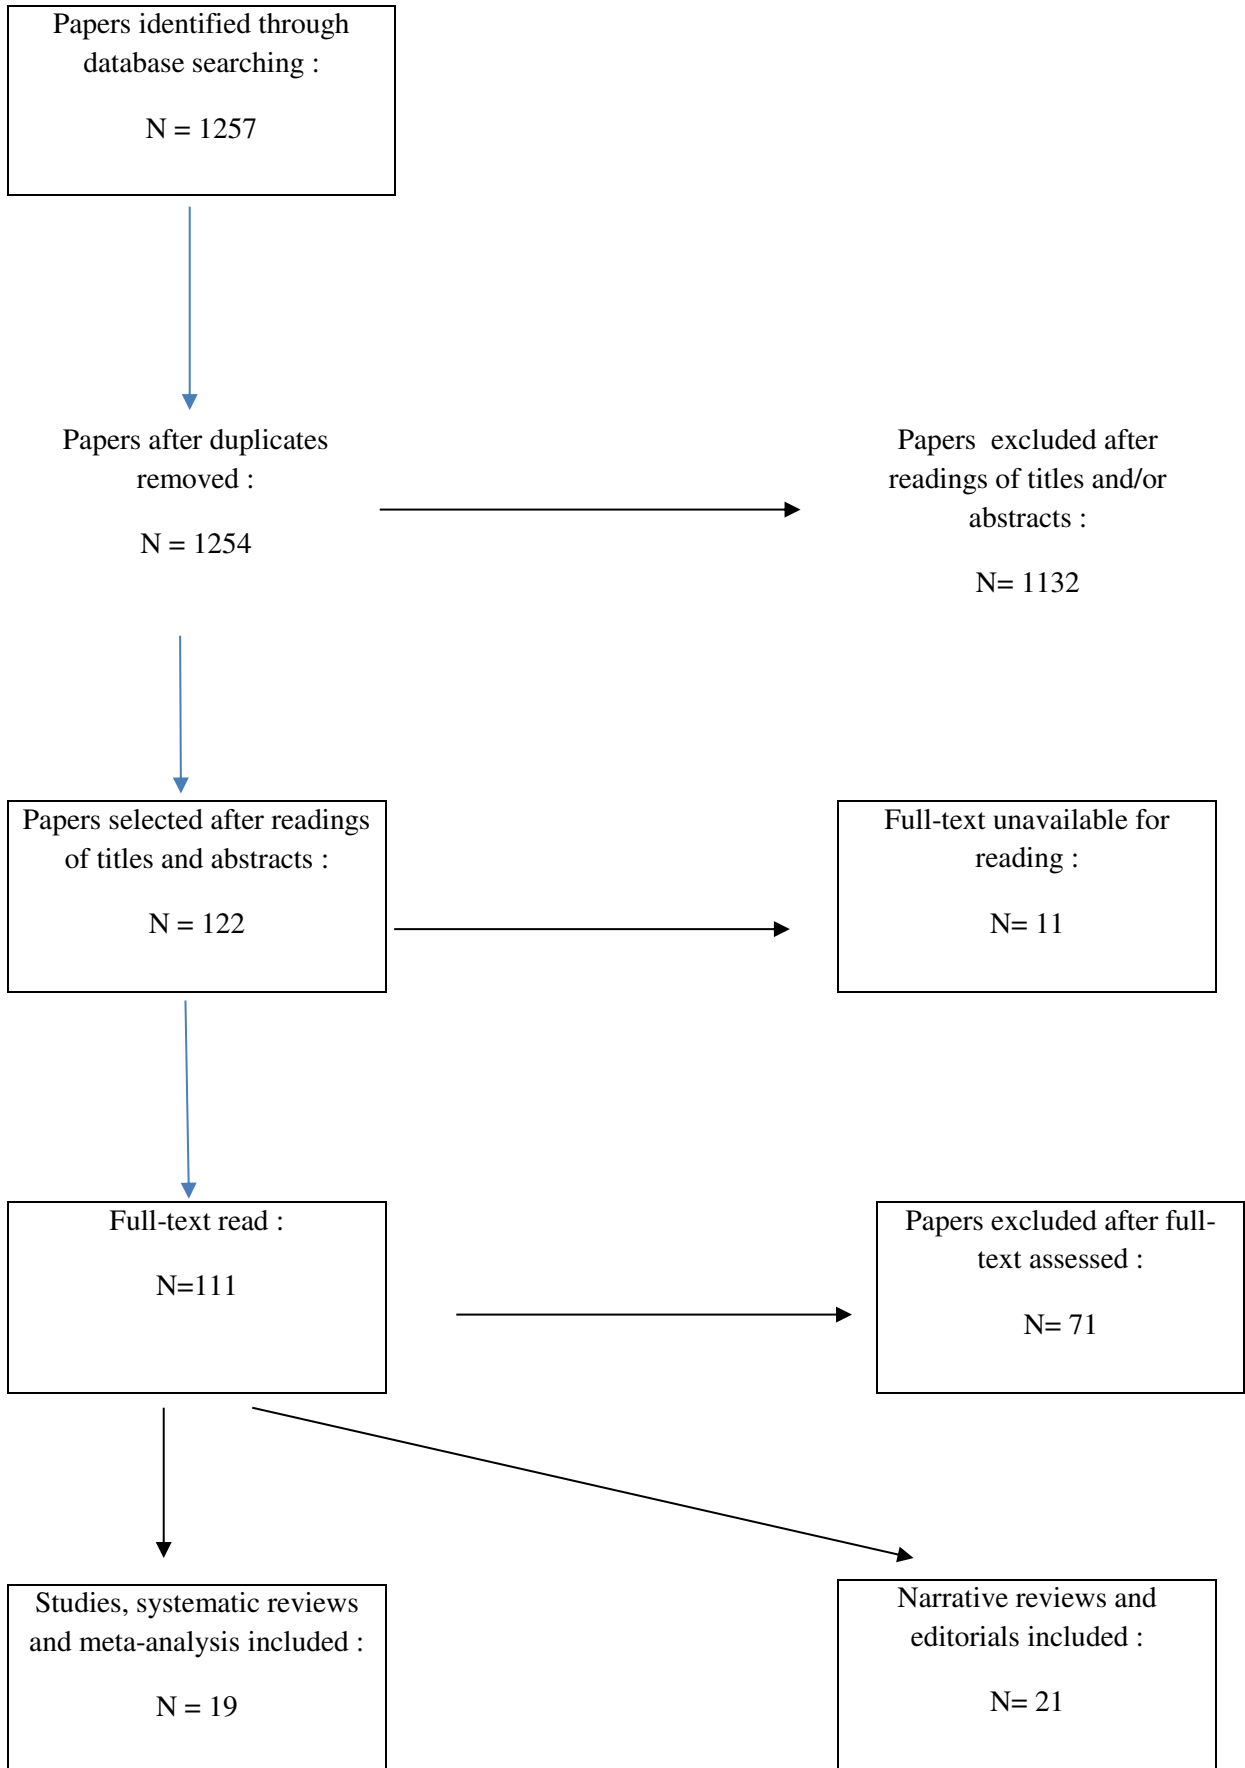 Papers identified through
database searching :
N = 1257
Papers after duplicates
removed :
N = 1254
Papers excluded after
readings of titles and/or
abstracts :
N= 1132
Papers selected after readings
of titles and abstracts :
N = 122
Full-text unavailable for
reading :
N= 11
Full-text read :
N=111
Papers excluded after full-
text assessed :
N= 71
Studies, systematic reviews
and meta-analysis included :
N = 19
Narrative reviews and
editorials included :
N= 21